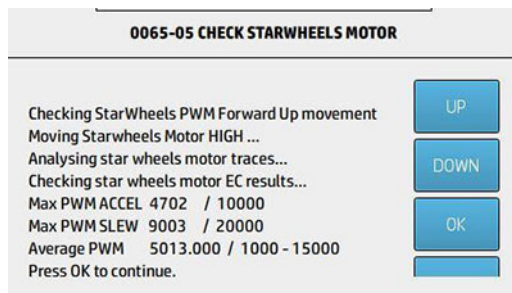 0065-05 CHECK STARWHEELS MOTOR
Checking StarWheels PWM Forward Up movement
Moving Starwheels Motor HIGH ...
Analysing star wheels motor traces...
Checking star wheels motor EC results...
Max PWM ACCEL 4702 / 10000
Max PWM SLEW 9003 / 20000
Average PWM 5013.000 / 1000 - 15000
Press OK to continue.
UP
DOWN
OK